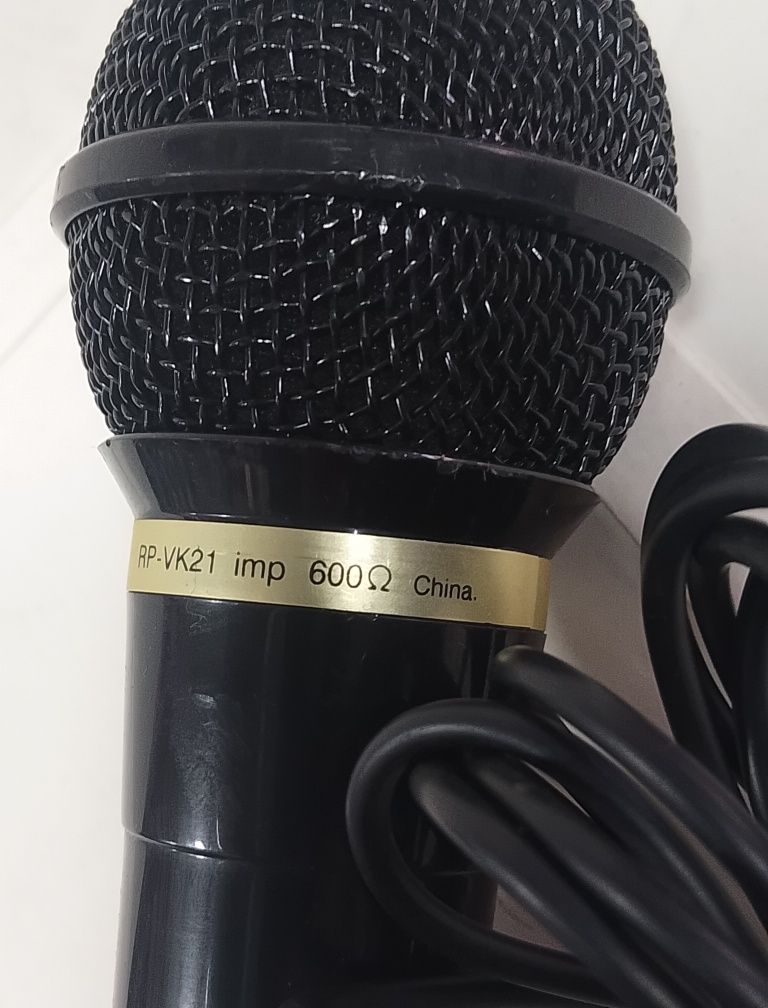 RP-VK21 imp 600Ω China.